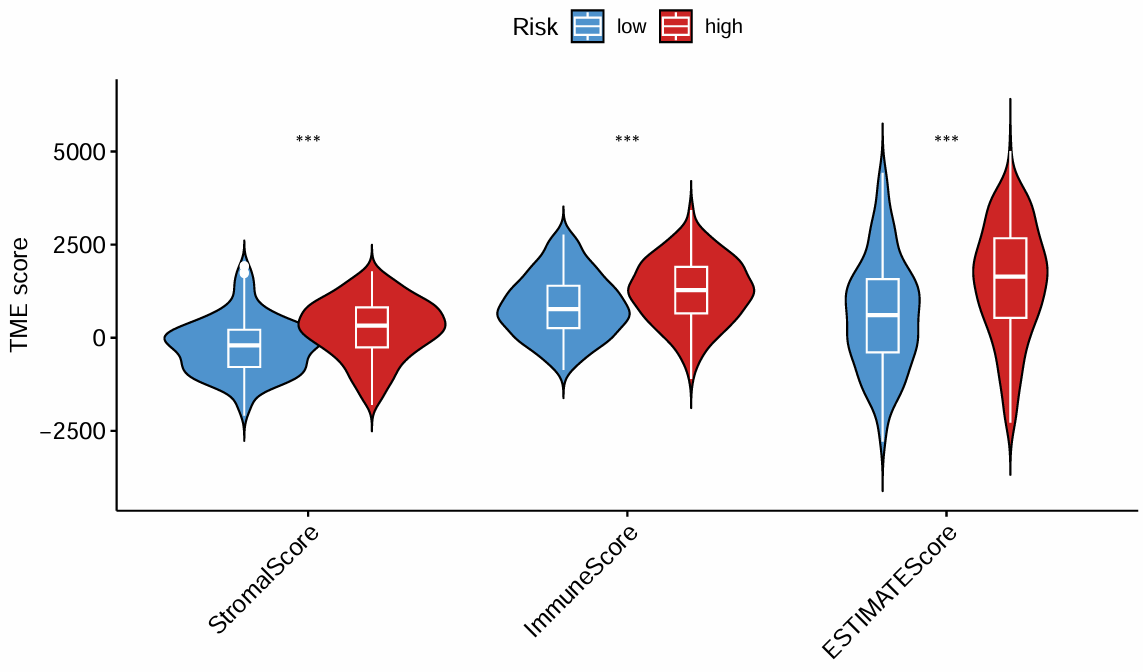 Risk low high
*** *** ***
TME score
5000
2500
0
−2500
StromalScore ImmuneScore ESTIMATEScore